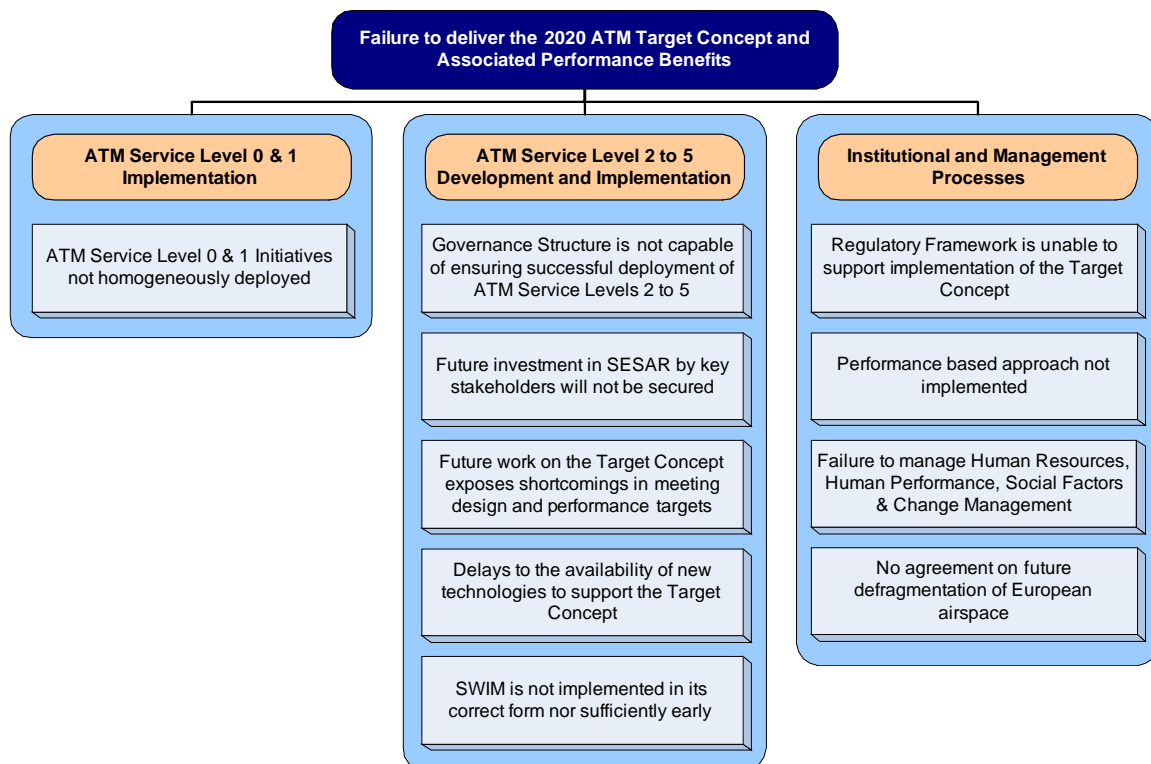 Failure to deliver the 2020 ATM Target Concept and
Associated Performance Benefits
ATM Service Level 0 & 1
Implementation
ATM Service Level 0 & 1 Initiatives
not homogeneously deployed
ATM Service Level 2 to 5
Development and Implementation
Governance Structure is not capable
of ensuring successful deployment of
ATM Service Levels 2 to 5
Future investment in SESAR by key
stakeholders will not be secured
Future work on the Target Concept
exposes shortcomings in meeting
design and performance targets
Delays to the availability of new
technologies to support the Target
Concept
SWIM is not implemented in its
correct form nor sufficiently early
Institutional and Management
Processes
Regulatory Framework is unable to
support implementation of the Target
Concept
Performance based approach not
implemented
Failure to manage Human Resources,
Human Performance, Social Factors
& Change Management
No agreement on future
defragmentation of European
airspace